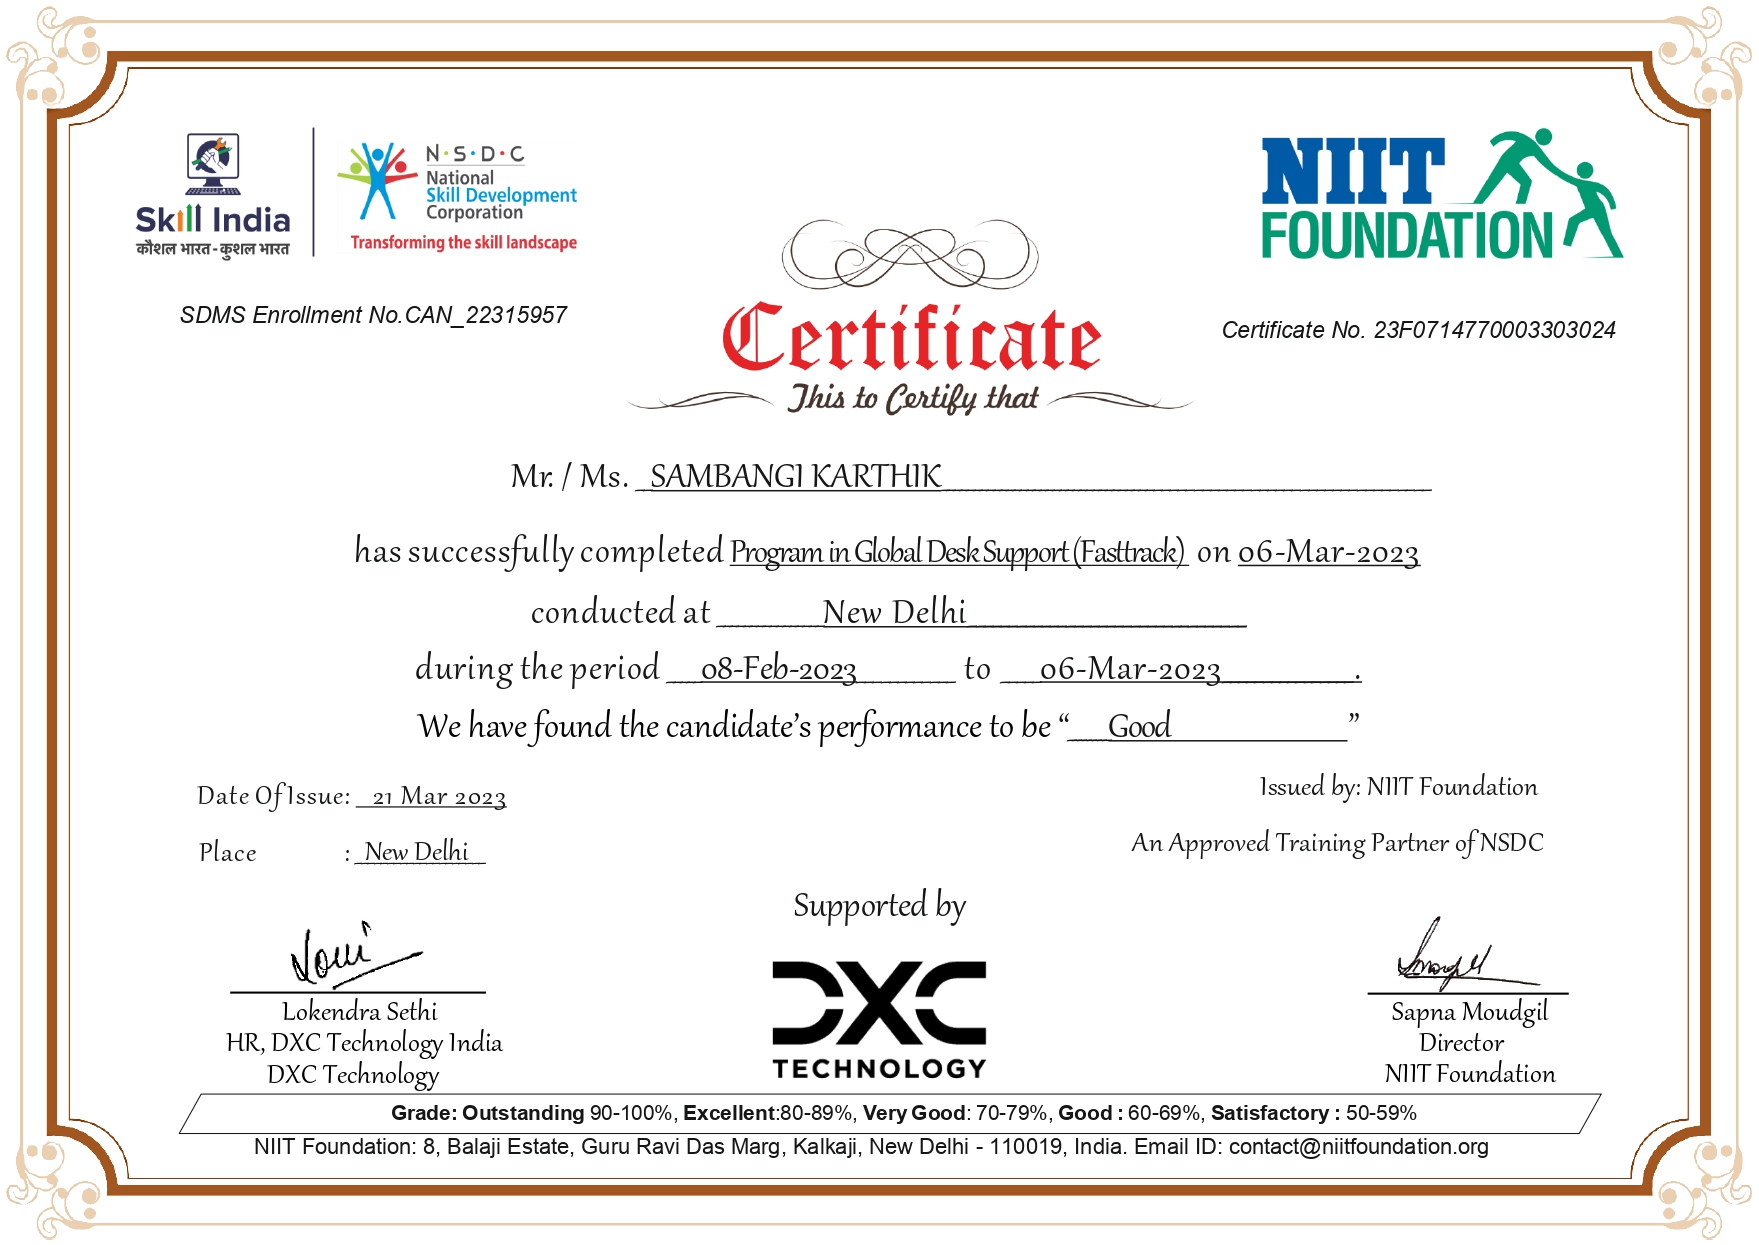 Skill India
कौशल भारत - कुशल भारत
N·S·D·C
National
Skill Development
Corporation
Transforming the skill landscape
NIIT
FOUNDATION
SDMS Enrollment No.CAN_22315957
Certificate No. 23F0714770003303024
Certificate
This to Certify that
Mr. / Ms. SAMBANGI KARTHIK
has successfully completed Program in Global Desk Support (Fasttrack) on 06-Mar-2023
conducted at New Delhi
during the period 08-Feb-2023 to 06-Mar-2023.
We have found the candidate's performance to be “ Good ”
Date Of Issue: 21 Mar 2023
Issued by: NIIT Foundation
Place : New Delhi
An Approved Training Partner of NSDC
Supported by
DXC
TECHNOLOGY
Lokendra Sethi
HR, DXC Technology India
DXC Technology
Sapna Moudgil
Director
NIIT Foundation
Grade: Outstanding 90-100%, Excellent:80-89%, Very Good: 70-79%, Good : 60-69%, Satisfactory : 50-59%
NIIT Foundation: 8, Balaji Estate, Guru Ravi Das Marg, Kalkaji, New Delhi - 110019, India. Email ID: contact@niitfoundation.org